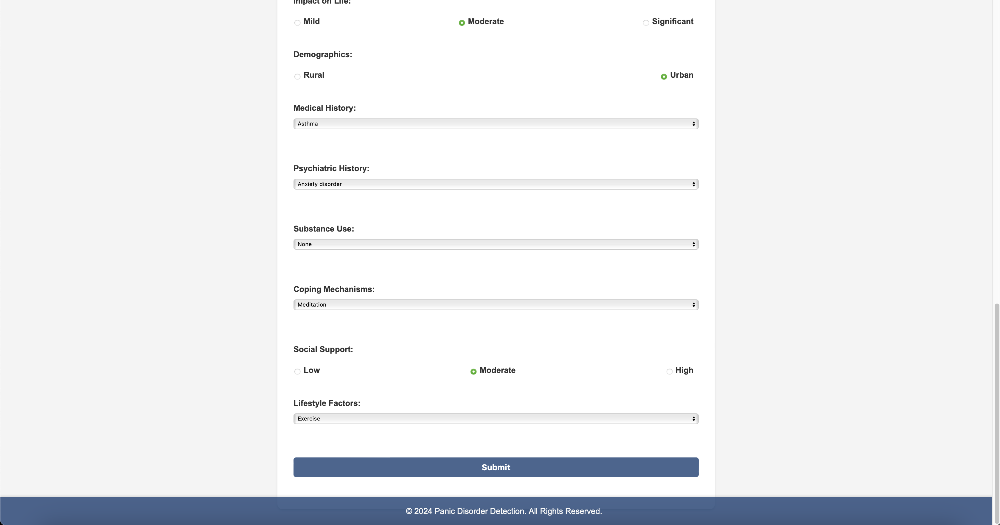 Impact on Life:
Mild Moderate Significant
Demographics:
Rural Urban
Medical History:
Asthma
Psychiatric History:
Anxiety disorder
Substance Use:
None
Coping Mechanisms:
Meditation
Social Support:
Low Moderate High
Lifestyle Factors:
Exercise
Submit
© 2024 Panic Disorder Detection. All Rights Reserved.